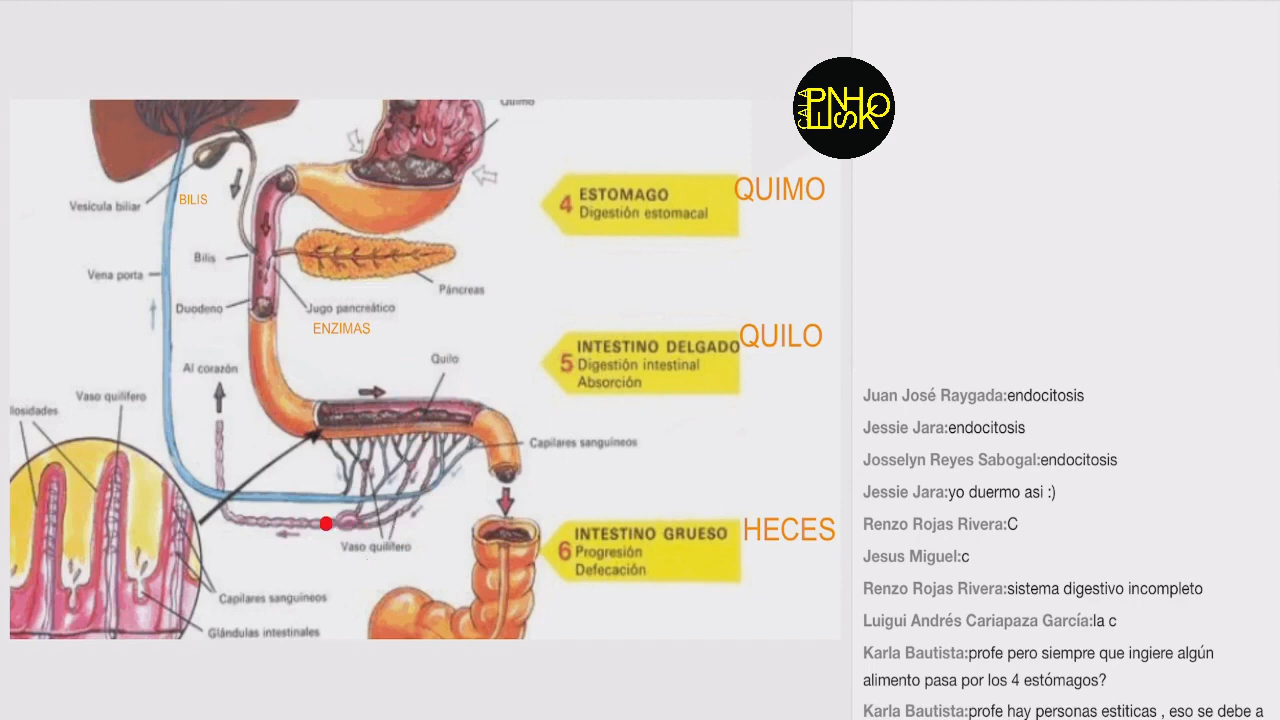 Quimo
CALA
PENHO
ESK
Vesícula biliar
BILIS
4 ESTOMAGO
Digestión estomacal
QUIMO
Bilis
Vena porta
Páncreas
Duodeno
Jugo pancreático
ENZIMAS
5 INTESTINO DELGADO
Digestión intestinal
Absorción
QUILO
Quilo
Al corazón
Vaso quilífero
losidades
Capilares sanguíneos
6 INTESTINO GRUESO
Progresión
Defecación
HECES
Vaso quilífero
Capilares sanguíneos
Glándulas intestinales
Juan José Raygada:endocitosis
Jessie Jara:endocitosis
Josselyn Reyes Sabogal:endocitosis
Jessie Jara:yo duermo asi :)
Renzo Rojas Rivera:C
Jesus Miguel:c
Renzo Rojas Rivera:sistema digestivo incompleto
Luigui Andrés Cariapaza García:la c
Karla Bautista:profe pero siempre que ingiere algún
alimento pasa por los 4 estómagos?
Karla Bautista:profe hay personas estiticas , eso se debe a